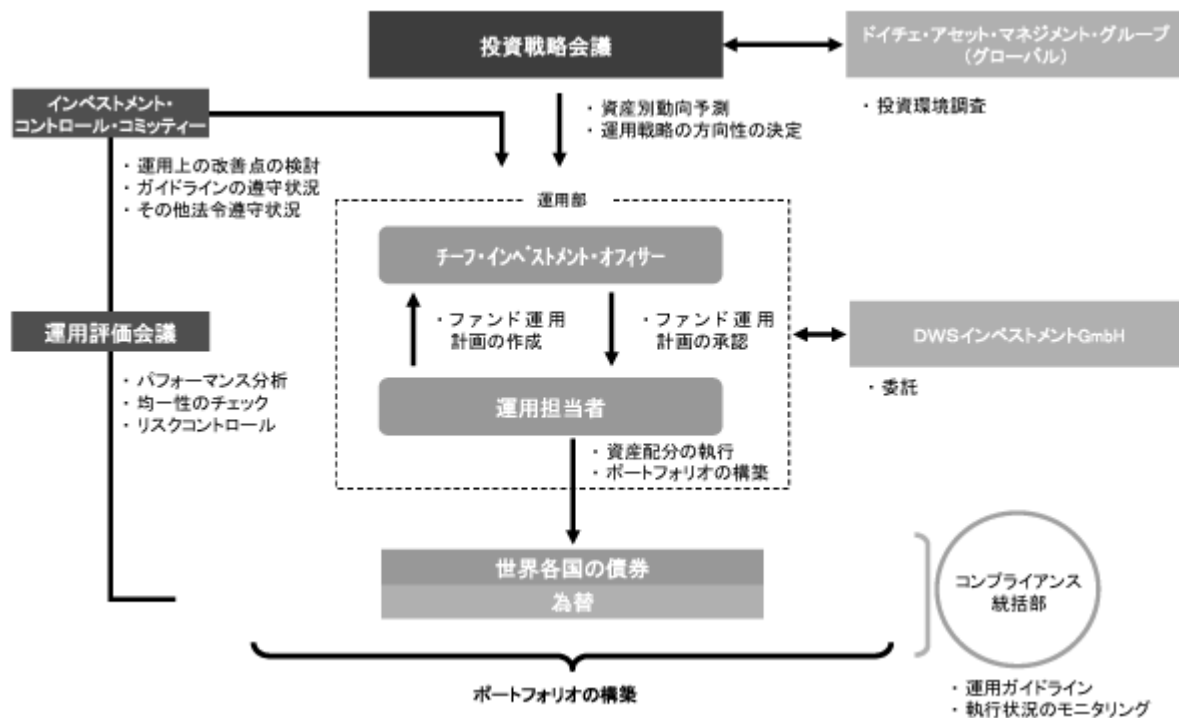 投資戦略会議
ドイチェ・アセット・マネジメント・グループ
(グローバル)
・投資環境調査
・資産別動向予測
・運用戦略の方向性の決定
インベストメント・
コントロール・コミッティー
・運用上の改善点の検討
・ガイドラインの遵守状況
・その他法令遵守状況
運用部
チーフ・インベストメント・オフィサー
・ファンド運用
計画の作成
・ファンド運用
計画の承認
運用評価会議
・パフォーマンス分析
・均一性のチェック
・リスクコントロール
DWSインベストメントGmbH
・委託
運用担当者
・資産配分の執行
・ポートフォリオの構築
世界各国の債券
為替
コンプライアンス
統括部
ポートフォリオの構築
・運用ガイドライン
・執行状況のモニタリング